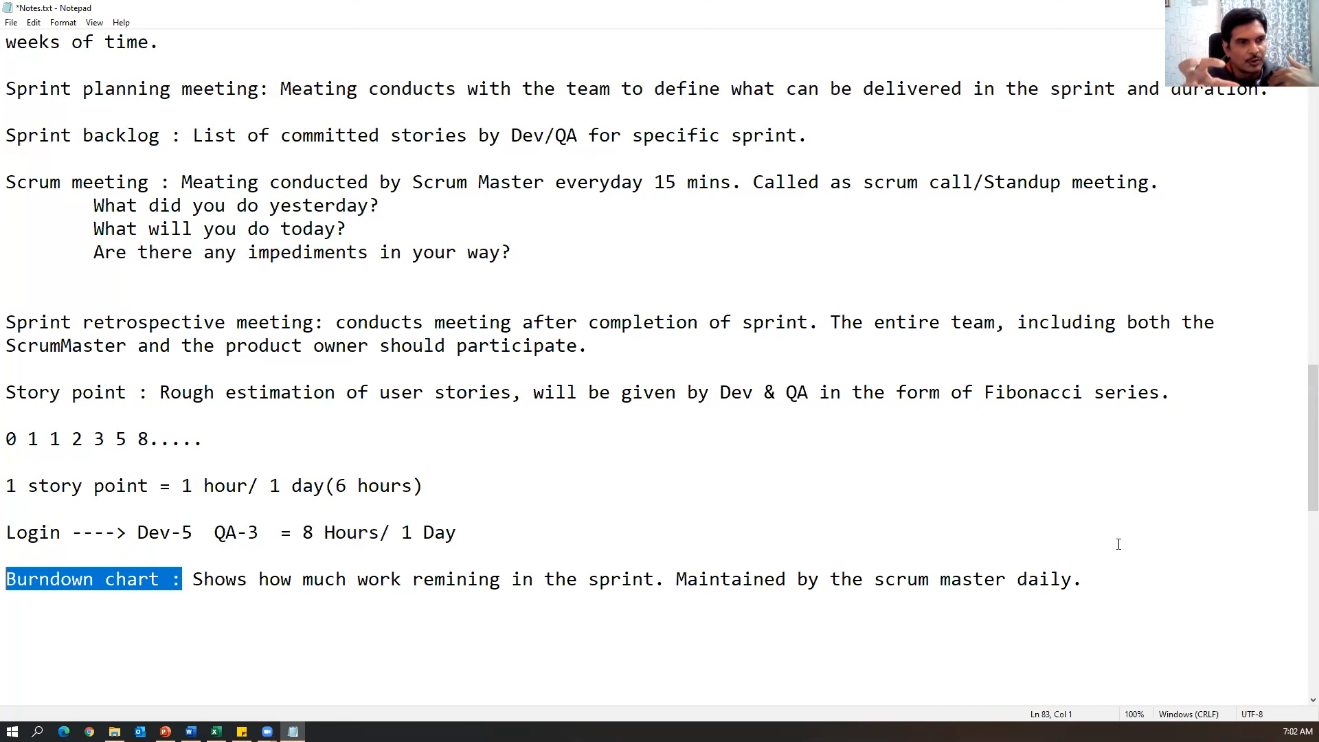 *Notes.txt - Notepad
File Edit Format View Help
weeks of time.
Sprint planning meeting: Meating conducts with the team to define what can be delivered in the sprint and duration.
Sprint backlog : List of committed stories by Dev/QA for specific sprint.
Scrum meeting : Meating conducted by Scrum Master everyday 15 mins. Called as scrum call/Standup meeting.
What did you do yesterday?
What will you do today?
Are there any impediments in your way?
Sprint retrospective meeting: conducts meeting after completion of sprint. The entire team, including both the
ScrumMaster and the product owner should participate.
Story point : Rough estimation of user stories, will be given by Dev & QA in the form of Fibonacci series.
0 1 1 2 3 5 8.....
1 story point = 1 hour/ 1 day(6 hours)
Login ----> Dev-5 QA-3 = 8 Hours/ 1 Day
Burndown chart : Shows how much work remining in the sprint. Maintained by the scrum master daily.
Ln 83, Col 1 100% Windows (CRLF) UTF-8
7:02 AM